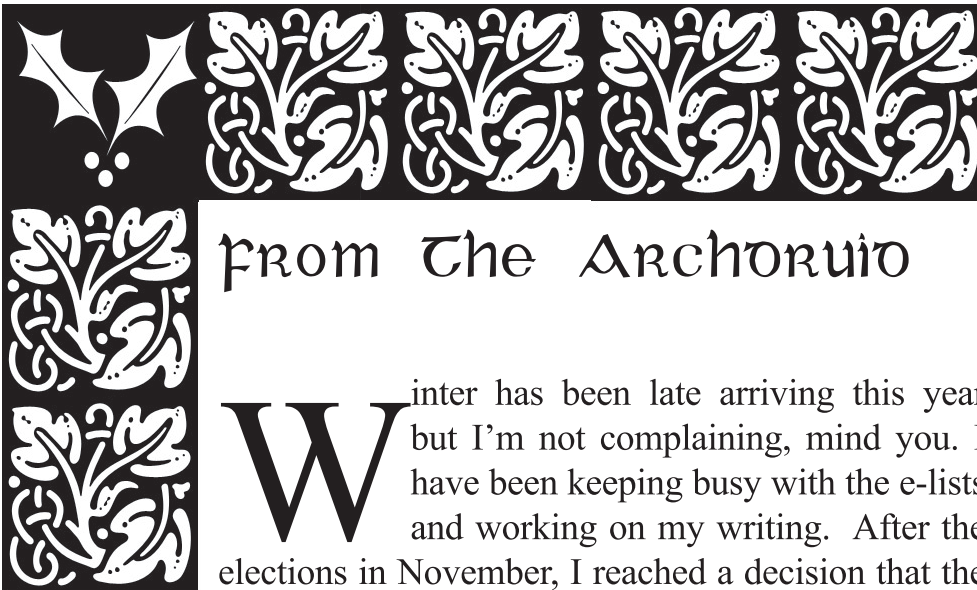 From The Archdruid
Winter has been late arriving this year
but I’m not complaining, mind you. I
have been keeping busy with the e-lists
and working on my writing.  After the
elections in November, I reached a decision that the